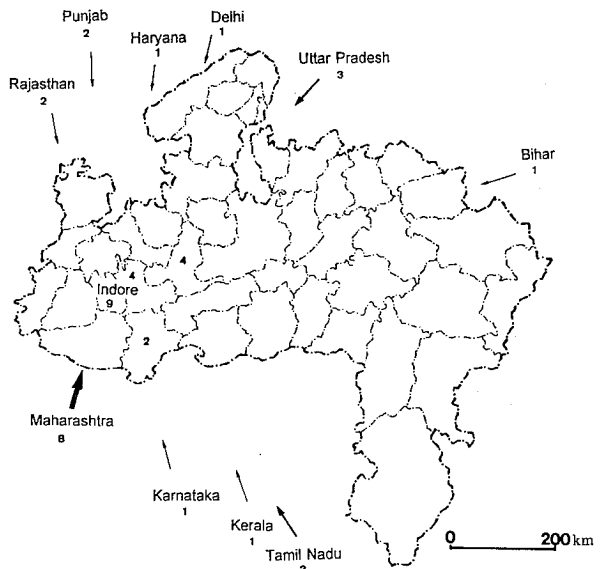 Punjab
2
Delhi
1
Haryana
1
Uttar Pradesh
3
Rajasthan
2
Bihar
1
2
4
4
Indore
9
2
Maharashtra
8
Karnataka
1
Kerala
1
Tamil Nadu
0
200 km